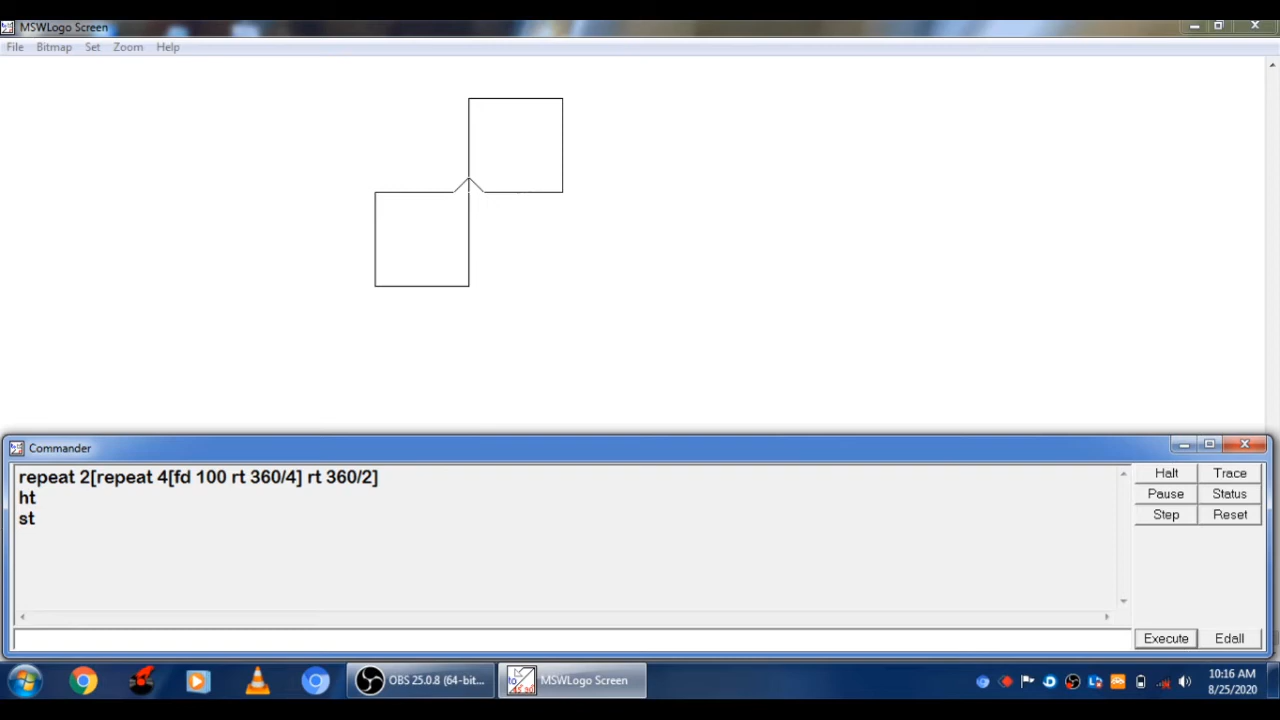 MSWLogo Screen
File Bitmap Set Zoom Help
Commander
repeat 2[repeat 4[fd 100 rt 360/4] rt 360/2]
ht
st
Halt Trace
Pause Status
Step Reset
Execute Edall
OBS 25.0.8 (64-bit... MSWLogo Screen
10:16 AM
8/25/2020